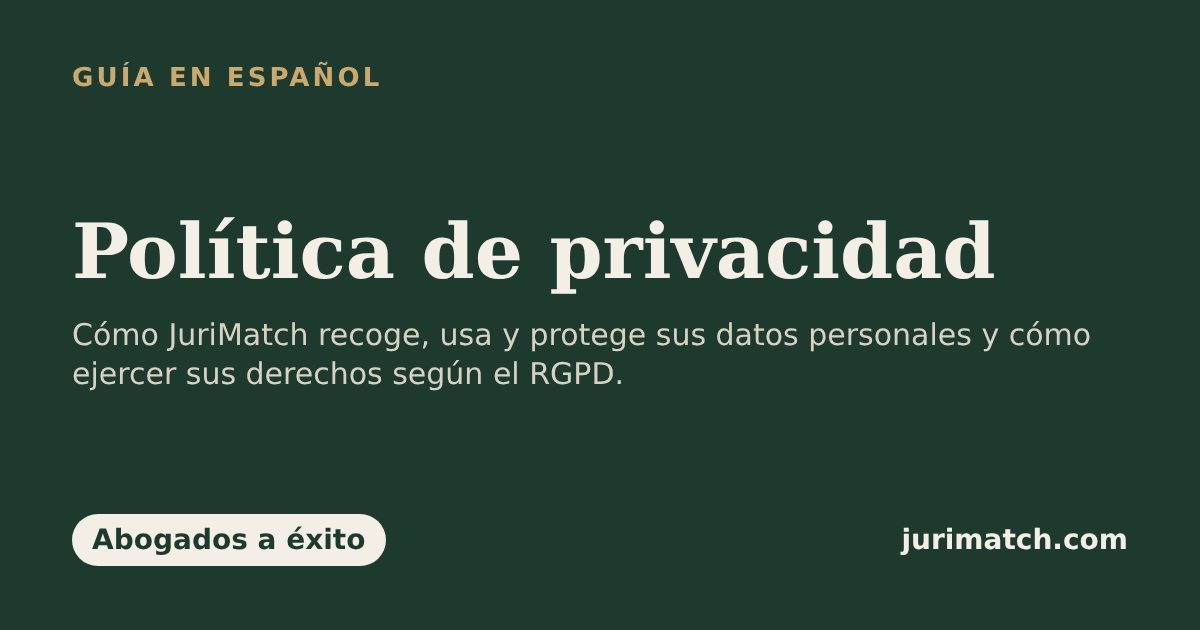 GUÍA EN ESPAÑOL
Política de privacidad
Cómo JuriMatch recoge, usa y protege sus datos personales y cómo
ejercer sus derechos según el RGPD.
Abogados a éxito
jurimatch.com